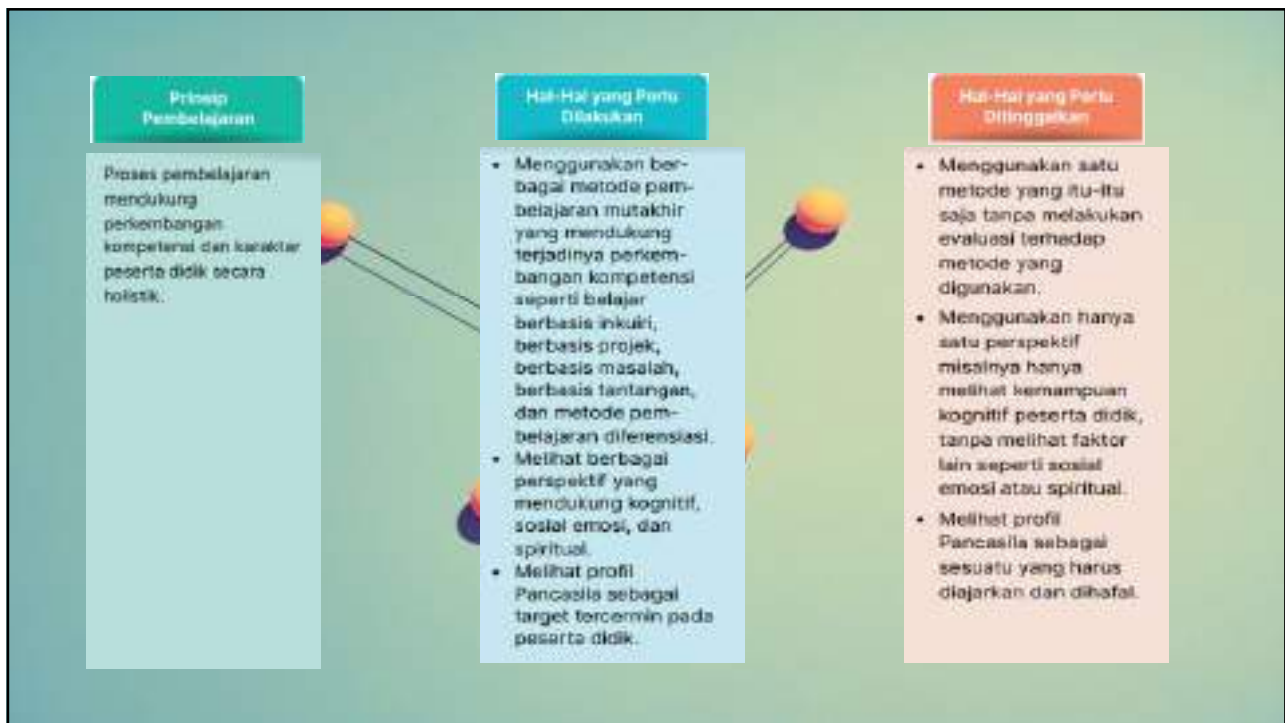 Prinsip
Pembelajaran
Proses pembelajaran
mendukung
perkembangan
kompetensi dan karakter
peserta didik secara
holistik.
Hal-Hal yang Perlu
Dilakukan
• Menggunakan ber-
bagai metode pem-
belajaran mutakhir
yang mendukung
terjadinya perkem-
bangan kompetensi
seperti belajar
berbasis inkuiri,
berbasis projek,
berbasis masalah,
berbasis tantangan,
dan metode pem-
belajaran diferensiasi.
• Melihat berbagai
perspektif yang
mendukung kognitif,
sosial emosi, dan
spiritual.
• Melihat profil
Pancasila sebagai
target tercermin pada
peserta didik.
Hal-Hal yang Perlu
Ditinggalkan
• Menggunakan satu
metode yang itu-itu
saja tanpa melakukan
evaluasi terhadap
metode yang
digunakan.
• Menggunakan hanya
satu perspektif
misalnya hanya
melihat kemampuan
kognitif peserta didik,
tanpa melihat faktor
lain seperti sosial
emosi atau spiritual.
• Melihat profil
Pancasila sebagai
sesuatu yang harus
diajarkan dan dihafal.